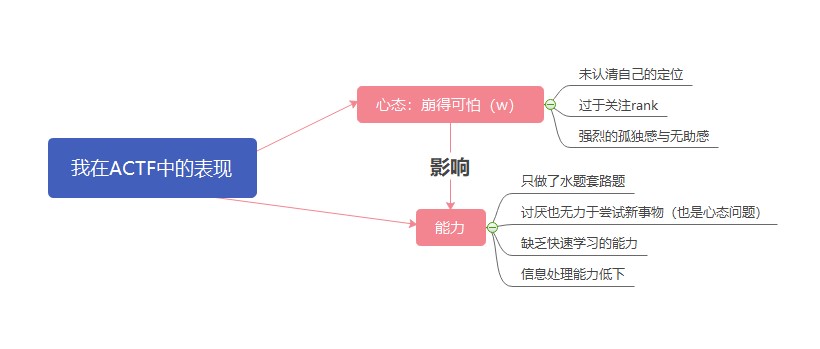 我在ACTF中的表现
心态：崩得可怕（w）
未认清自己的定位
过于关注rank
强烈的孤独感与无助感
影响
能力
只做了水题套路题
讨厌也无力于尝试新事物（也是心态问题）
缺乏快速学习的能力
信息处理能力低下